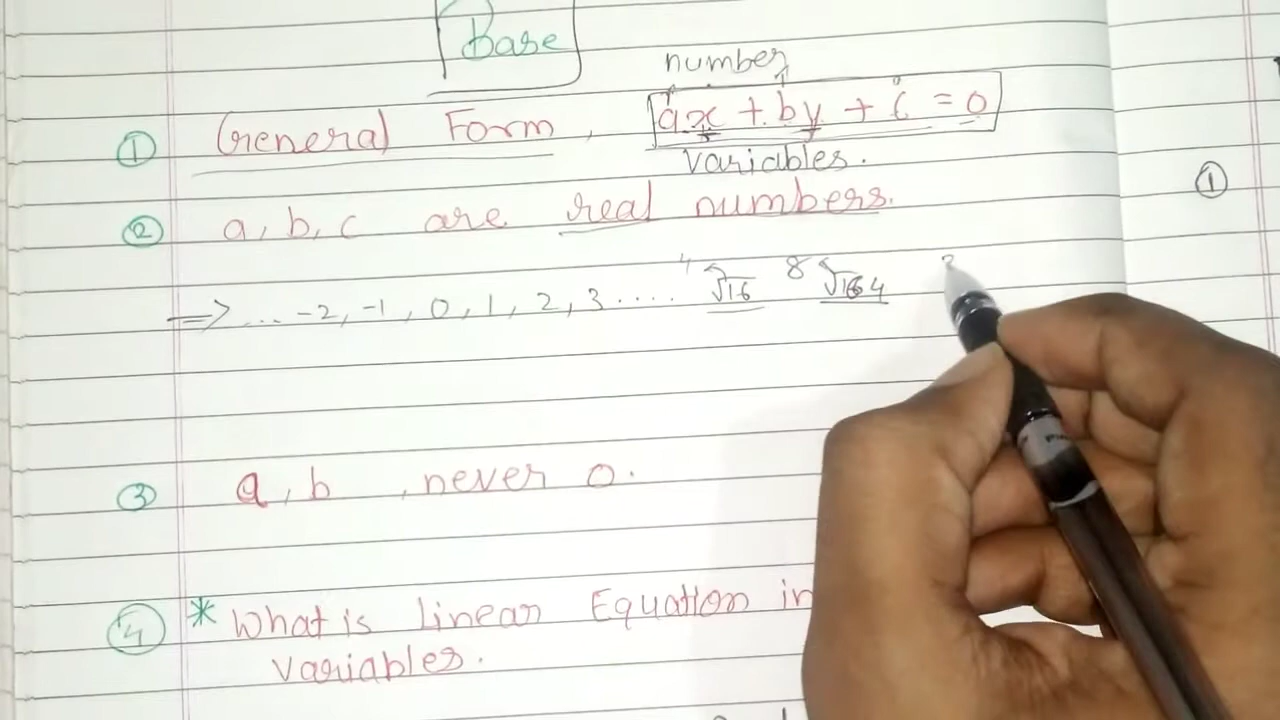 Base
number
① General Form, ax + by + c = 0
variables.
② a, b, c are real numbers.
⇒ ... -2, -1, 0, 1, 2, 3 .... 4 √16 8 √64
①
③ a, b , never 0.
④ * What is linear Equation in
variables.